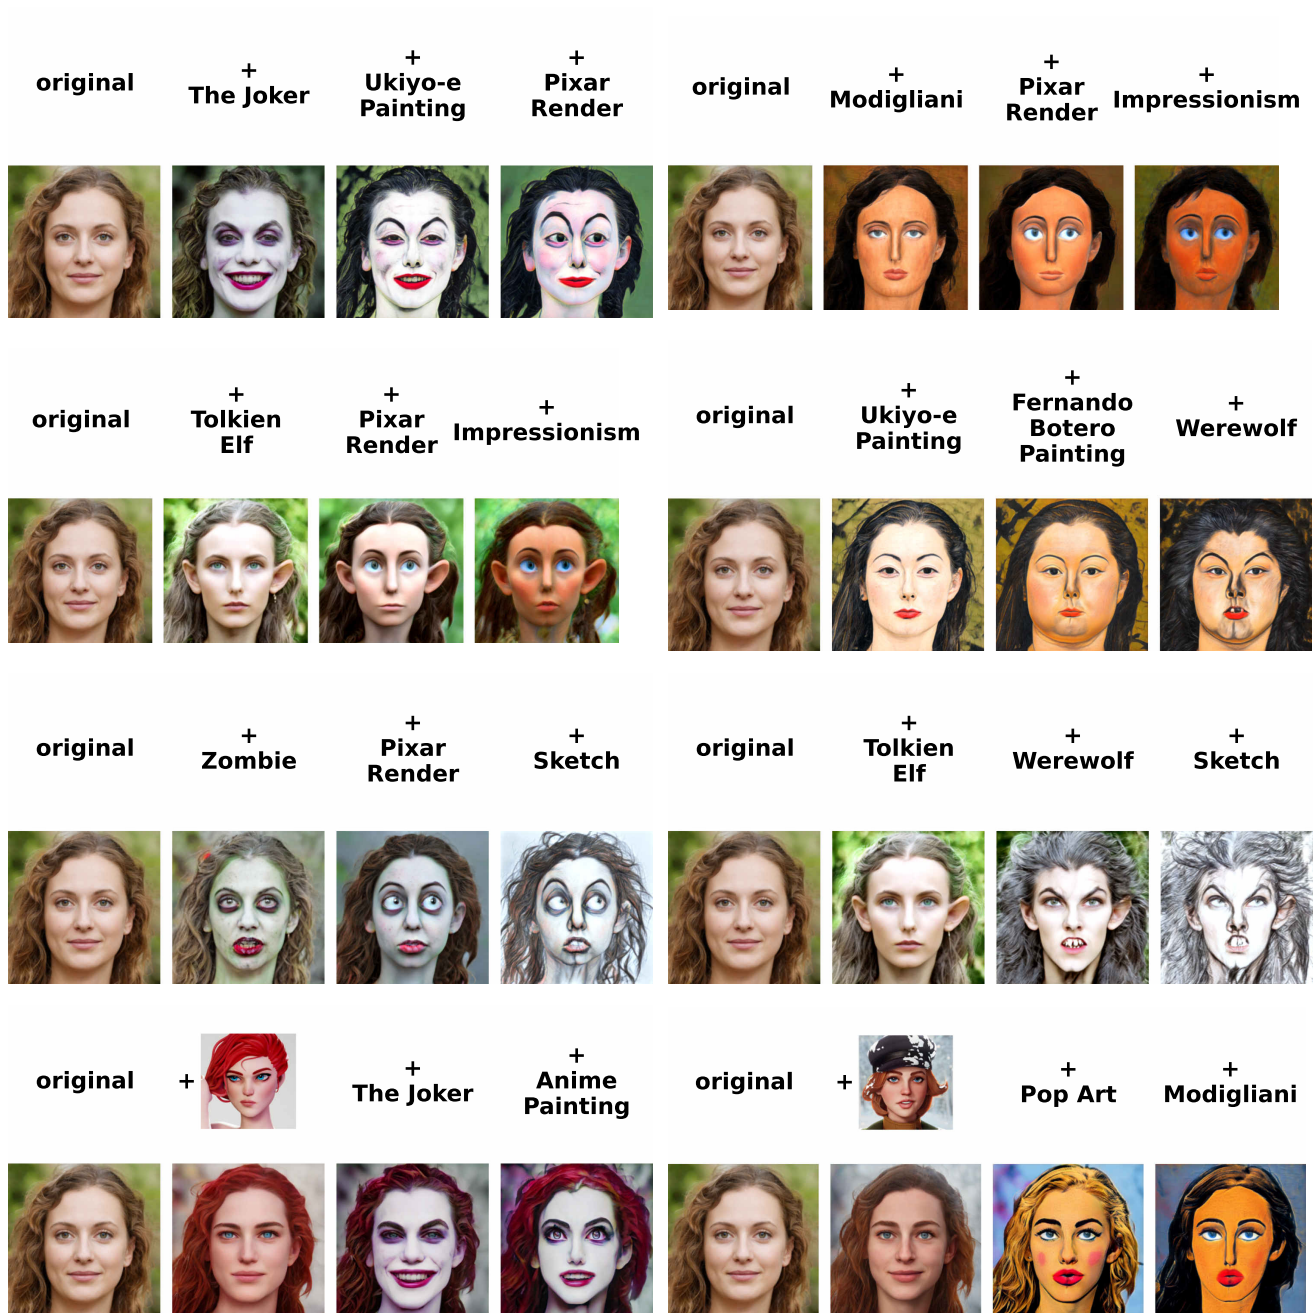 original
+
The Joker
+
Ukiyo-e
Painting
+
Pixar
Render
original
+
Modigliani
+
Pixar
Render
+
Impressionism
original
+
Tolkien
Elf
+
Pixar
Render
+
Impressionism
original
+
Ukiyo-e
Painting
+
Fernando
Botero
Painting
+
Werewolf
original
+
Zombie
+
Pixar
Render
+
Sketch
original
+
Tolkien
Elf
+
Werewolf
+
Sketch
original
+
+
The Joker
+
Anime
Painting
original
+
+
Pop Art
+
Modigliani